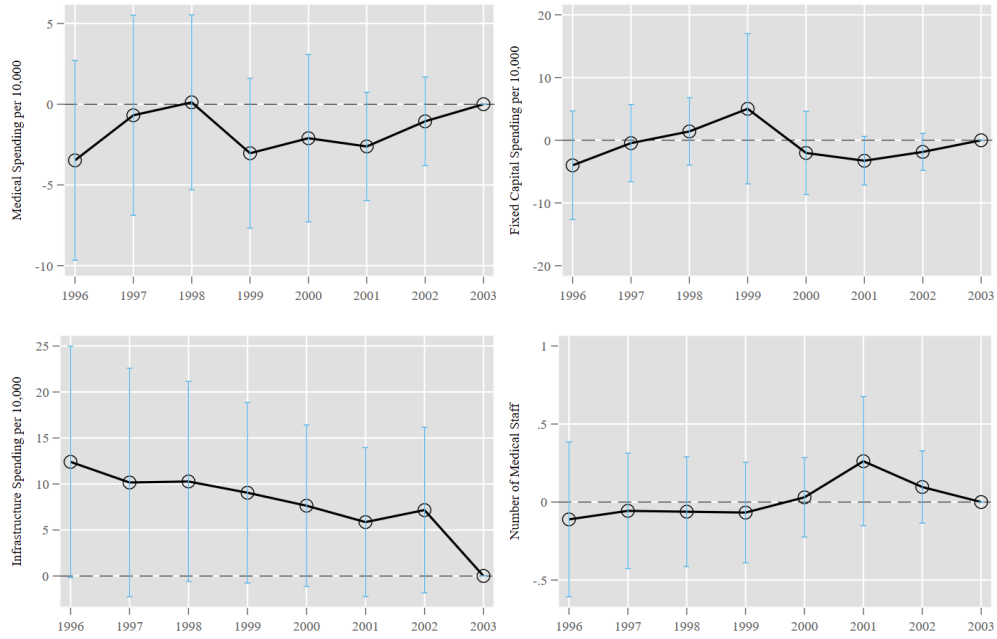 Medical Spending per 10,000
5
0
-5
-10
1996 1997 1998 1999 2000 2001 2002 2003
Fixed Capital Spending per 10,000
20
10
0
-10
-20
1996 1997 1998 1999 2000 2001 2002 2003
Infrastructure Spending per 10,000
25
20
15
10
5
0
1996 1997 1998 1999 2000 2001 2002 2003
Number of Medical Staff
1
.5
0
-.5
1996 1997 1998 1999 2000 2001 2002 2003